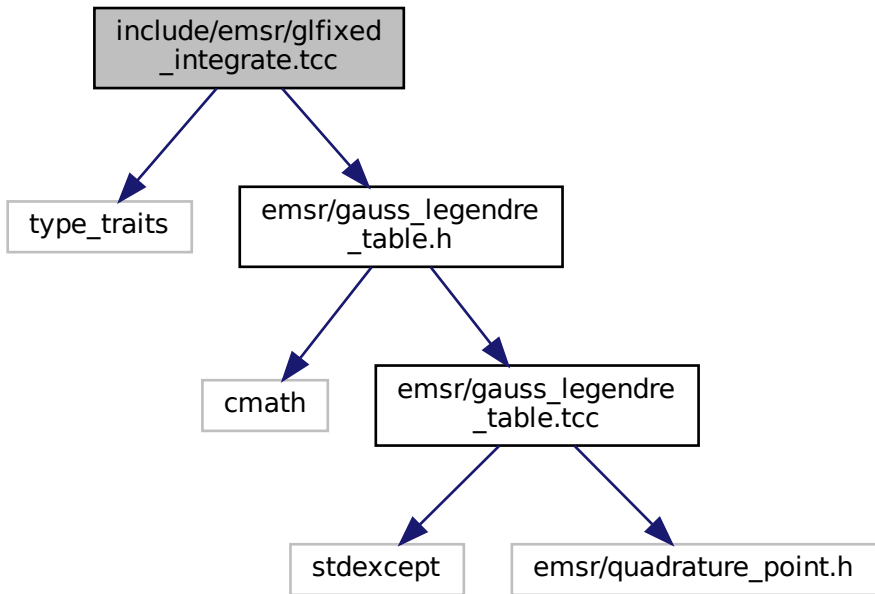 include/emsr/glfixed
_integrate.tcc
type_traits
emsr/gauss_legendre
_table.h
cmath
emsr/gauss_legendre
_table.tcc
stdexcept
emsr/quadrature_point.h